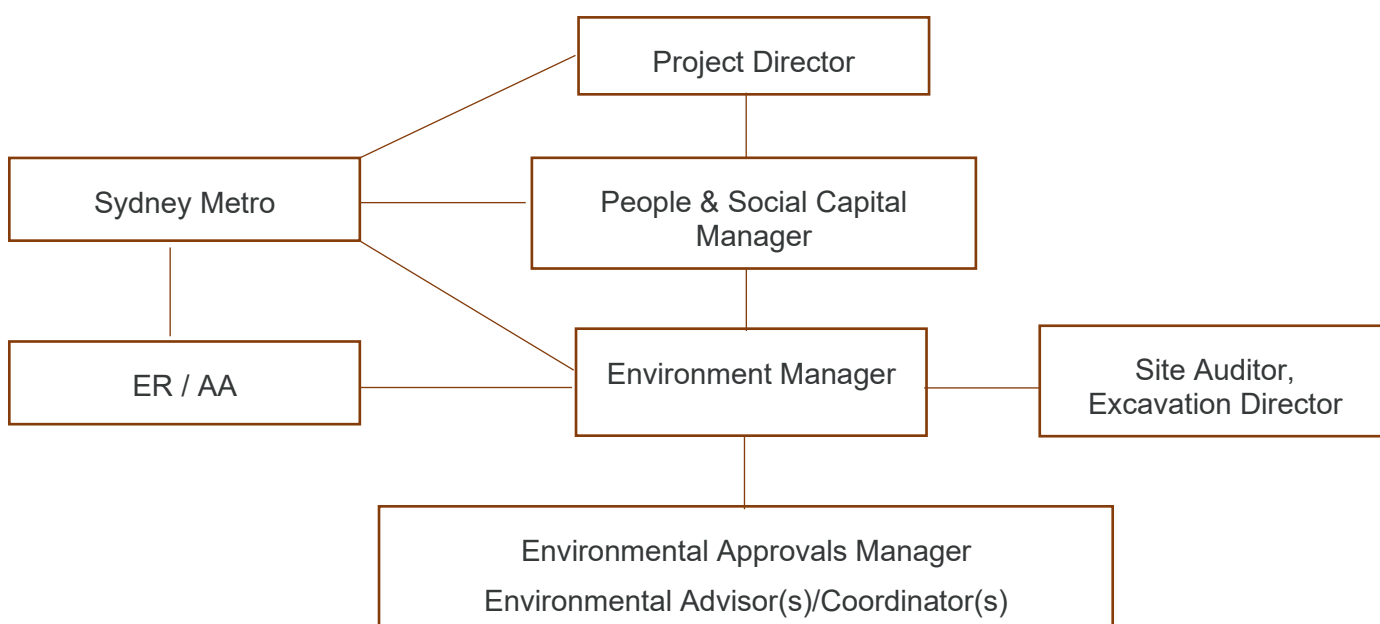 Project Director
Sydney Metro
People & Social Capital
Manager
ER / AA
Environment Manager
Site Auditor,
Excavation Director
Environmental Approvals Manager
Environmental Advisor(s)/Coordinator(s)